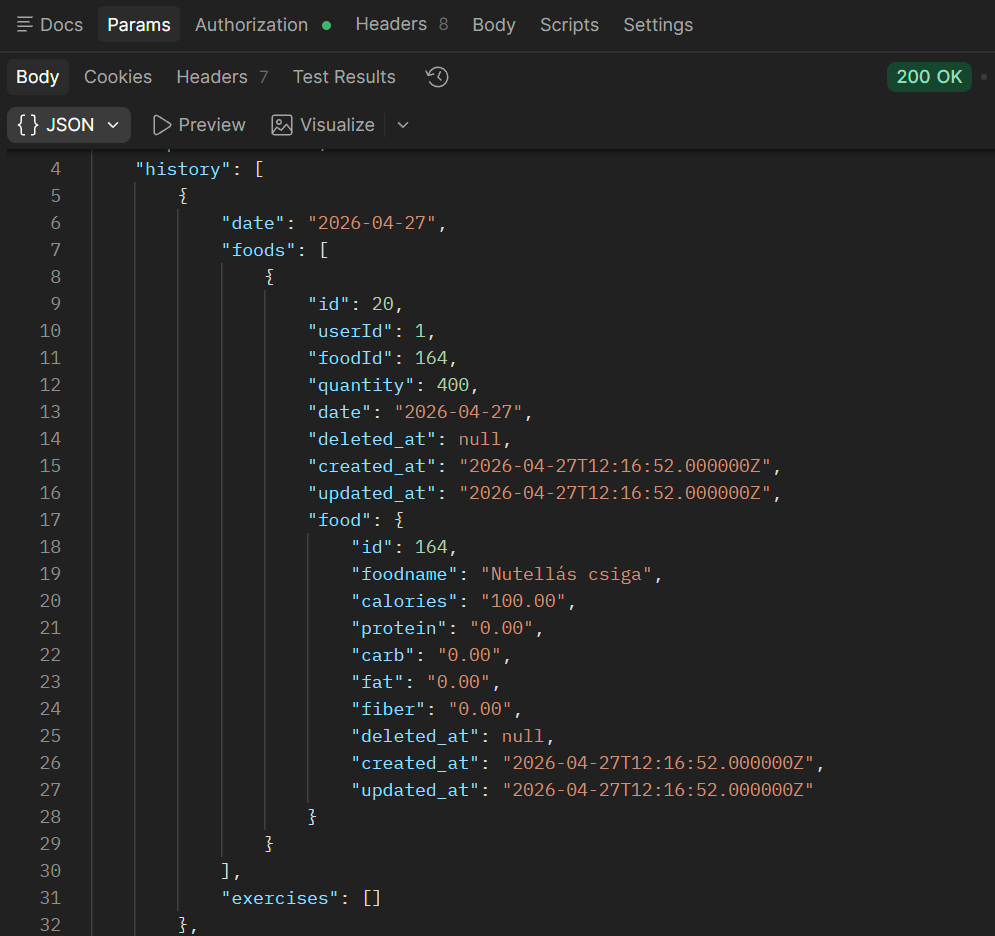 Docs Params Authorization Headers 8 Body Scripts Settings
Body Cookies Headers 7 Test Results 200 OK
{} JSON Preview Visualize
4 "history": [
5 {
6 "date": "2026-04-27",
7 "foods": [
8 {
9 "id": 20,
10 "userId": 1,
11 "foodId": 164,
12 "quantity": 400,
13 "date": "2026-04-27",
14 "deleted_at": null,
15 "created_at": "2026-04-27T12:16:52.000000Z",
16 "updated_at": "2026-04-27T12:16:52.000000Z",
17 "food": {
18 "id": 164,
19 "foodname": "Nutellás csiga",
20 "calories": "100.00",
21 "protein": "0.00",
22 "carb": "0.00",
23 "fat": "0.00",
24 "fiber": "0.00",
25 "deleted_at": null,
26 "created_at": "2026-04-27T12:16:52.000000Z",
27 "updated_at": "2026-04-27T12:16:52.000000Z"
28 }
29 }
30 ],
31 "exercises": []
32 },